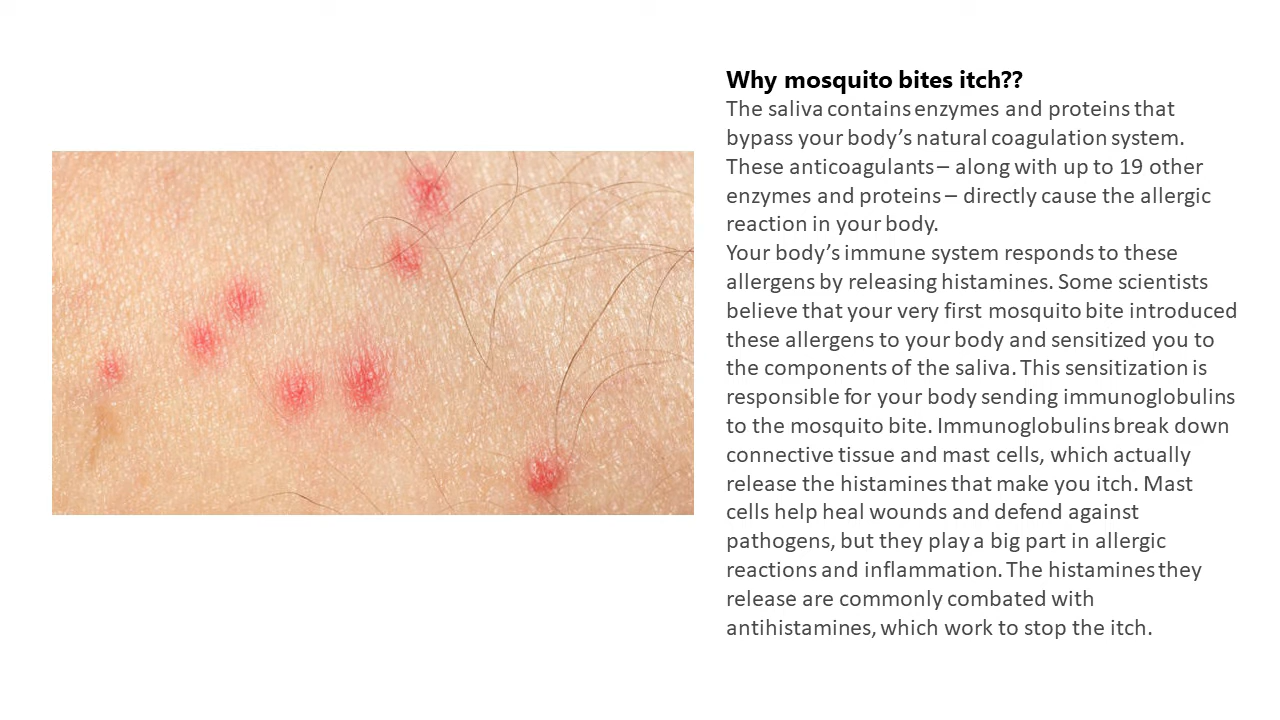 Why mosquito bites itch??
The saliva contains enzymes and proteins that
bypass your body’s natural coagulation system.
These anticoagulants – along with up to 19 other
enzymes and proteins – directly cause the allergic
reaction in your body.
Your body’s immune system responds to these
allergens by releasing histamines. Some scientists
believe that your very first mosquito bite introduced
these allergens to your body and sensitized you to
the components of the saliva. This sensitization is
responsible for your body sending immunoglobulins
to the mosquito bite. Immunoglobulins break down
connective tissue and mast cells, which actually
release the histamines that make you itch. Mast
cells help heal wounds and defend against
pathogens, but they play a big part in allergic
reactions and inflammation. The histamines they
release are commonly combated with
antihistamines, which work to stop the itch.